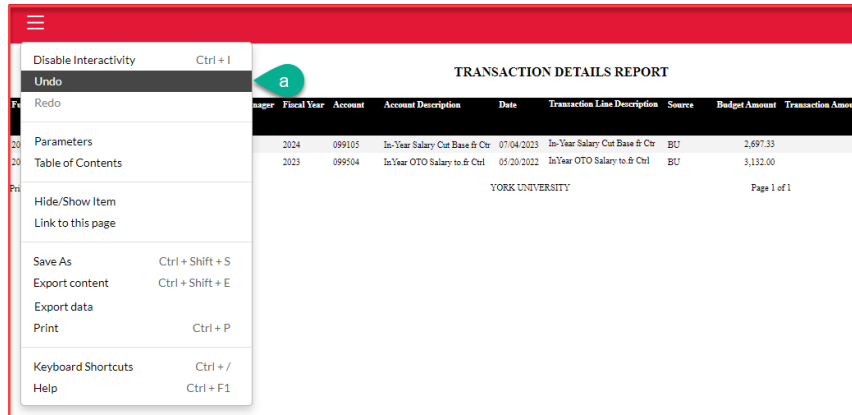 Disable Interactivity Ctrl + I
Undo
a
Redo
Parameters
Table of Contents
Hide/Show Item
Link to this page
Save As Ctrl + Shift + S
Export content Ctrl + Shift + E
Export data
Print Ctrl + P
Keyboard Shortcuts Ctrl + /
Help Ctrl + F1
TRANSACTION DETAILS REPORT
Fiscal Year Account Account Description Date Transaction Line Description Source Budget Amount Transaction
20 2024 099105 In-Year Salary Cut Base fr Ctr 07/04/2023 In-Year Salary Cut Base fr Ctr BU 2,697.33
20 2023 099504 InYear OTO Salary to.fr Ctrl 05/20/2022 InYear OTO Salary to.fr Ctrl BU 3,132.00
YORK UNIVERSITY Page 1 of 1